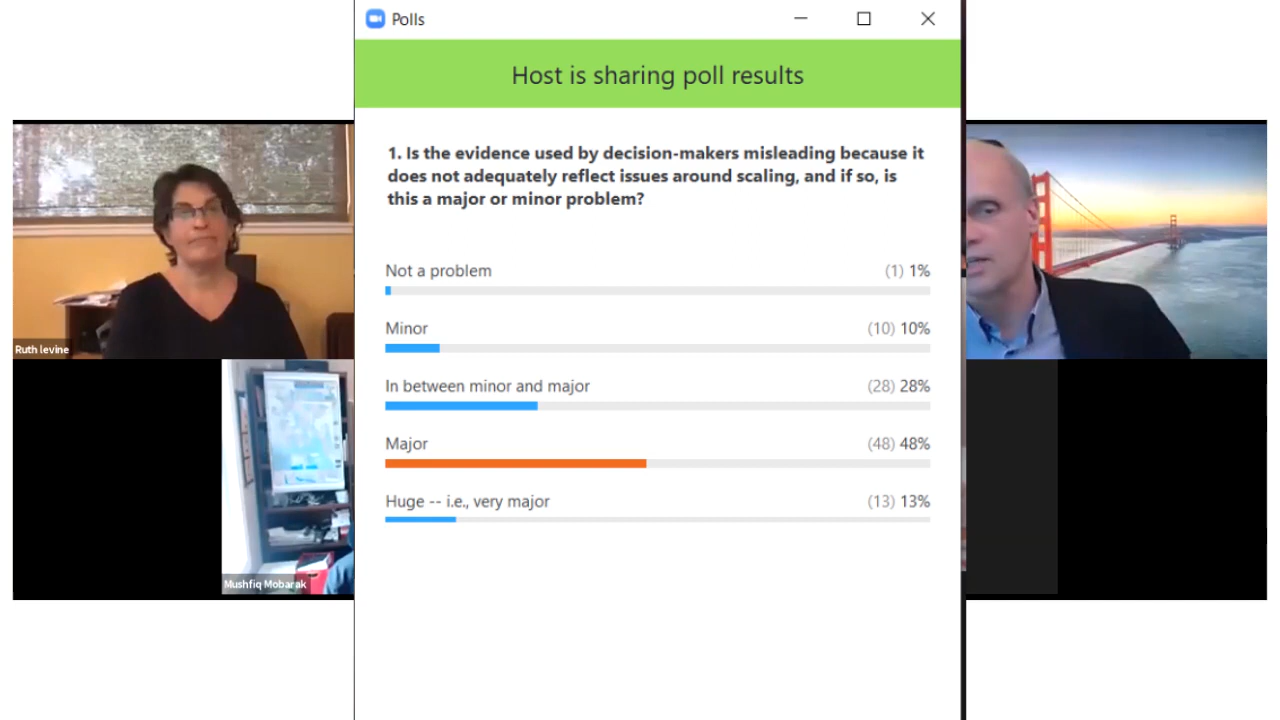 Polls
Host is sharing poll results
1. Is the evidence used by decision-makers misleading because it
does not adequately reflect issues around scaling, and if so, is
this a major or minor problem?
Not a problem (1) 1%
Minor (10) 10%
In between minor and major (28) 28%
Major (48) 48%
Huge -- i.e., very major (13) 13%
Ruth levine
Mushfiq Mobarak